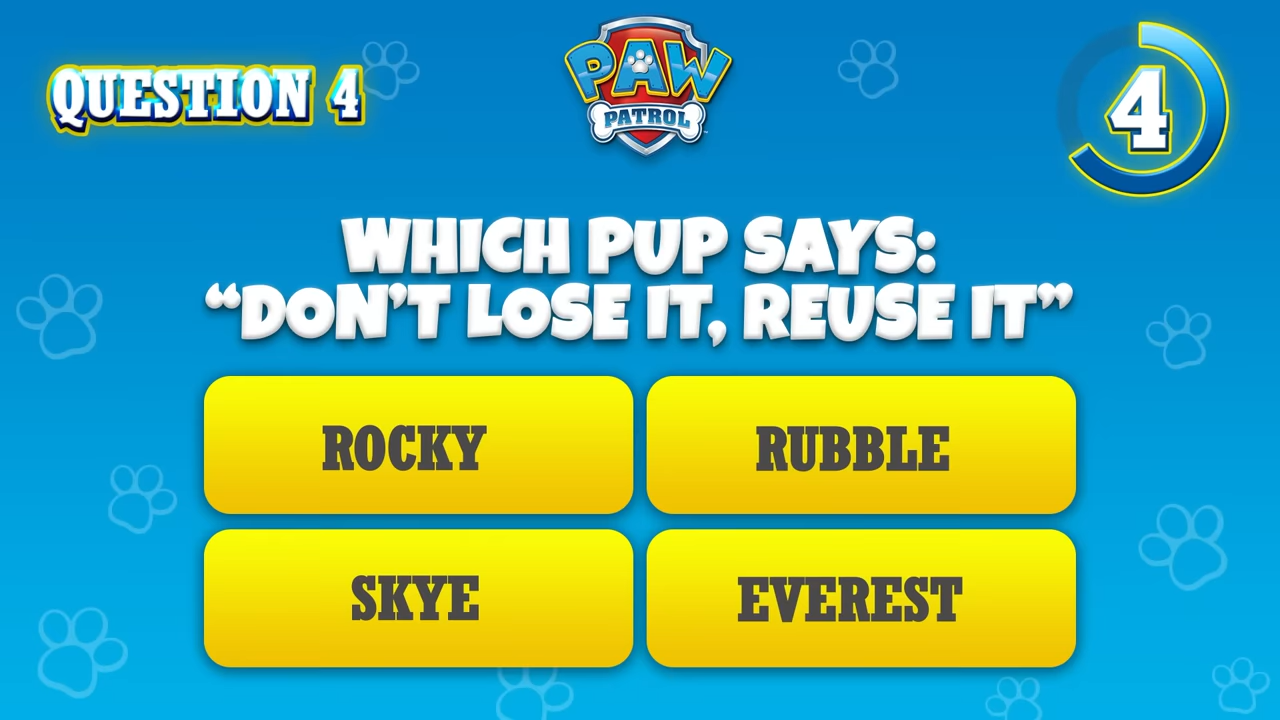 QUESTION 4
PAW
PATROL
4
WHICH PUP SAYS:
“DON’T LOSE IT, REUSE IT”
ROCKY
RUBBLE
SKYE
EVEREST